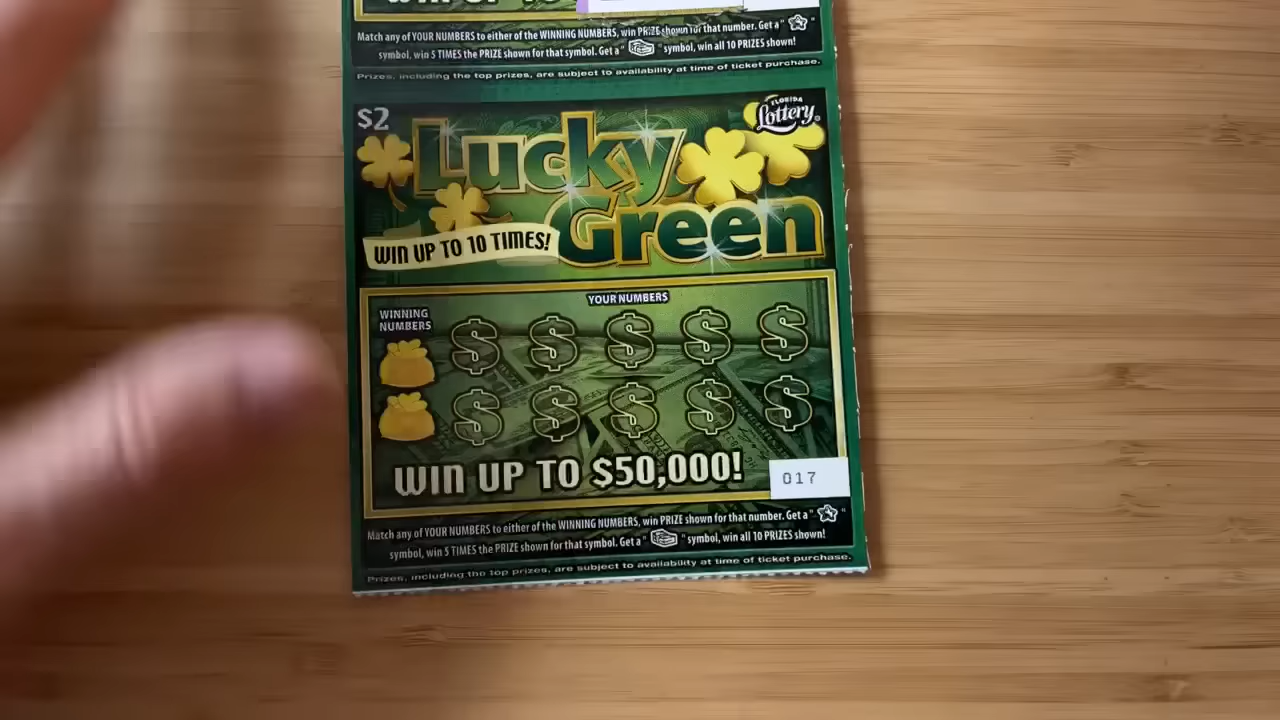 Match any of YOUR NUMBERS to either of the WINNING NUMBERS, win PRIZE shown for that number. Get a " "
symbol, win 5 TIMES the PRIZE shown for that symbol. Get a " " symbol, win all 10 PRIZES shown!
Prizes, including the top prizes, are subject to availability at time of ticket purchase.
$2
FLORIDA
Lottery
Lucky
Green
WIN UP TO 10 TIMES!
YOUR NUMBERS
WINNING
NUMBERS
$ $ $ $ $
$ $ $ $ $
WIN UP TO $50,000!
017
Match any of YOUR NUMBERS to either of the WINNING NUMBERS, win PRIZE shown for that number. Get a " "
symbol, win 5 TIMES the PRIZE shown for that symbol. Get a " " symbol, win all 10 PRIZES shown!
Prizes, including the top prizes, are subject to availability at time of ticket purchase.